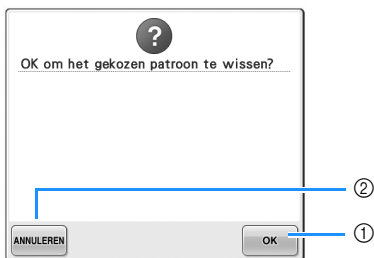 ?
OK om het gekozen patroon te wissen?
②
ANNULEREN OK ①